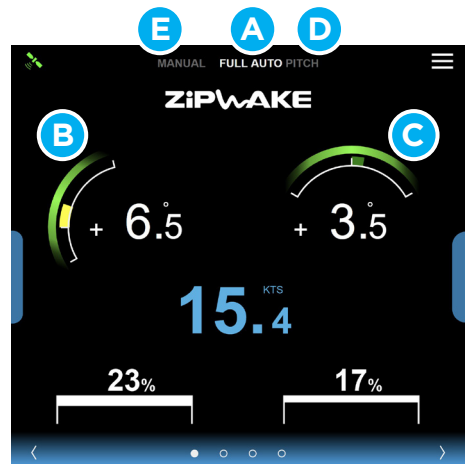 E A D
MANUAL FULL AUTO PITCH
ZiPWAKE
B C
+ 6.5° + 3.5°
15.4 KTS
23% 17%